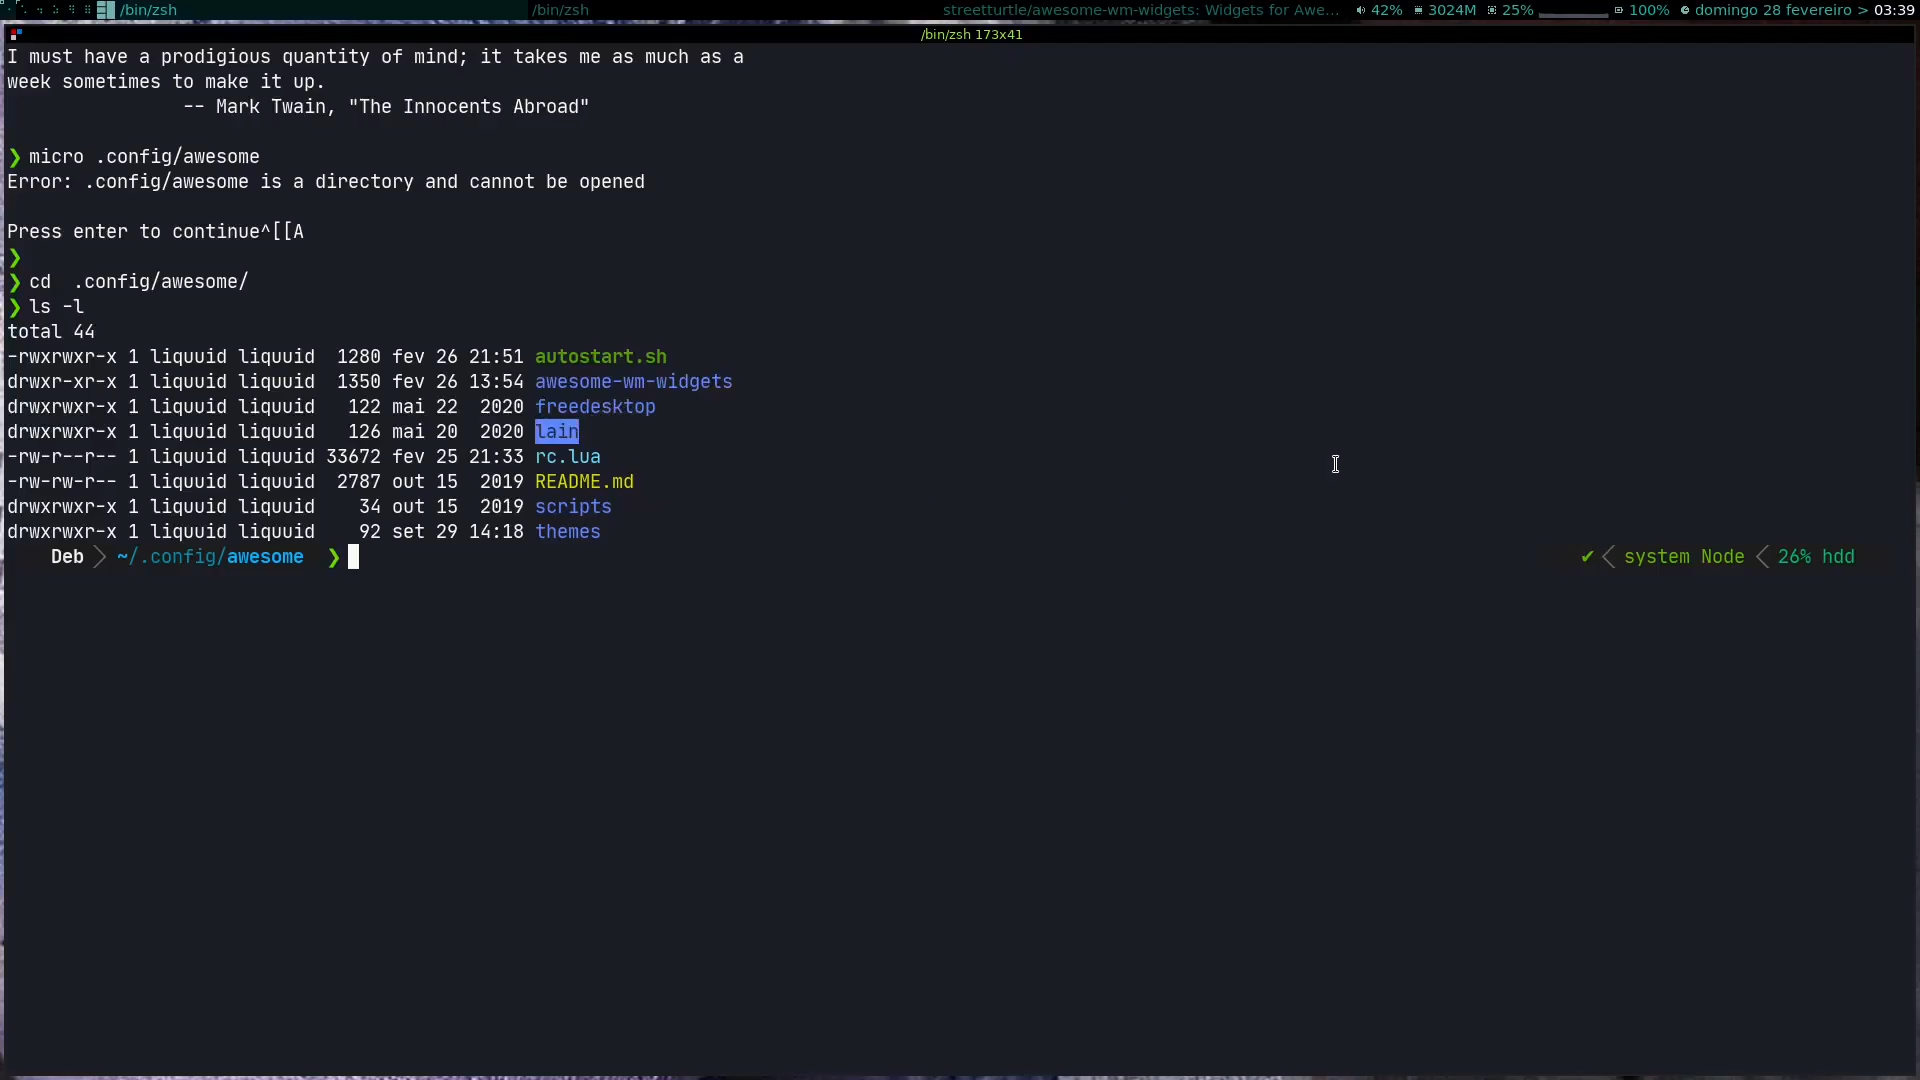 /bin/zsh /bin/zsh streetturtle/awesome-wm-widgets: Widgets for Awe... 42% 3024M 25% 100% domingo 28 fevereiro > 03:39
/bin/zsh 173x41
I must have a prodigious quantity of mind; it takes me as much as a
week sometimes to make it up.
-- Mark Twain, "The Innocents Abroad"
❯ micro .config/awesome
Error: .config/awesome is a directory and cannot be opened
Press enter to continue^[[A
❯
❯ cd  .config/awesome/
❯ ls -l
total 44
-rwxrwxr-x 1 liquuid liquuid  1280 fev 26 21:51 autostart.sh
drwxr-xr-x 1 liquuid liquuid  1350 fev 26 13:54 awesome-wm-widgets
drwxrwxr-x 1 liquuid liquuid   122 mai 22  2020 freedesktop
drwxrwxr-x 1 liquuid liquuid   126 mai 20  2020 lain
-rw-r--r-- 1 liquuid liquuid 33672 fev 25 21:33 rc.lua
-rw-rw-r-- 1 liquuid liquuid  2787 out 15  2019 README.md
drwxrwxr-x 1 liquuid liquuid    34 out 15  2019 scripts
drwxrwxr-x 1 liquuid liquuid    92 set 29 14:18 themes
Deb ~/.config/awesome ❯ ✔ system Node 26% hdd